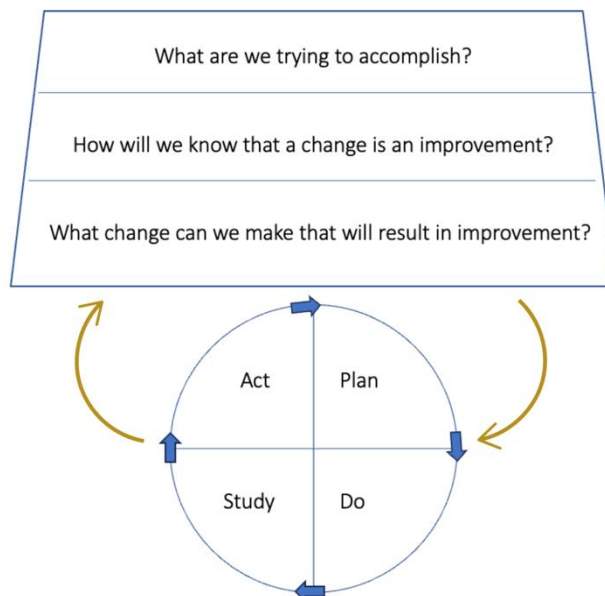 What are we trying to accomplish?
How will we know that a change is an improvement?
What change can we make that will result in improvement?
Act
Plan
Study
Do